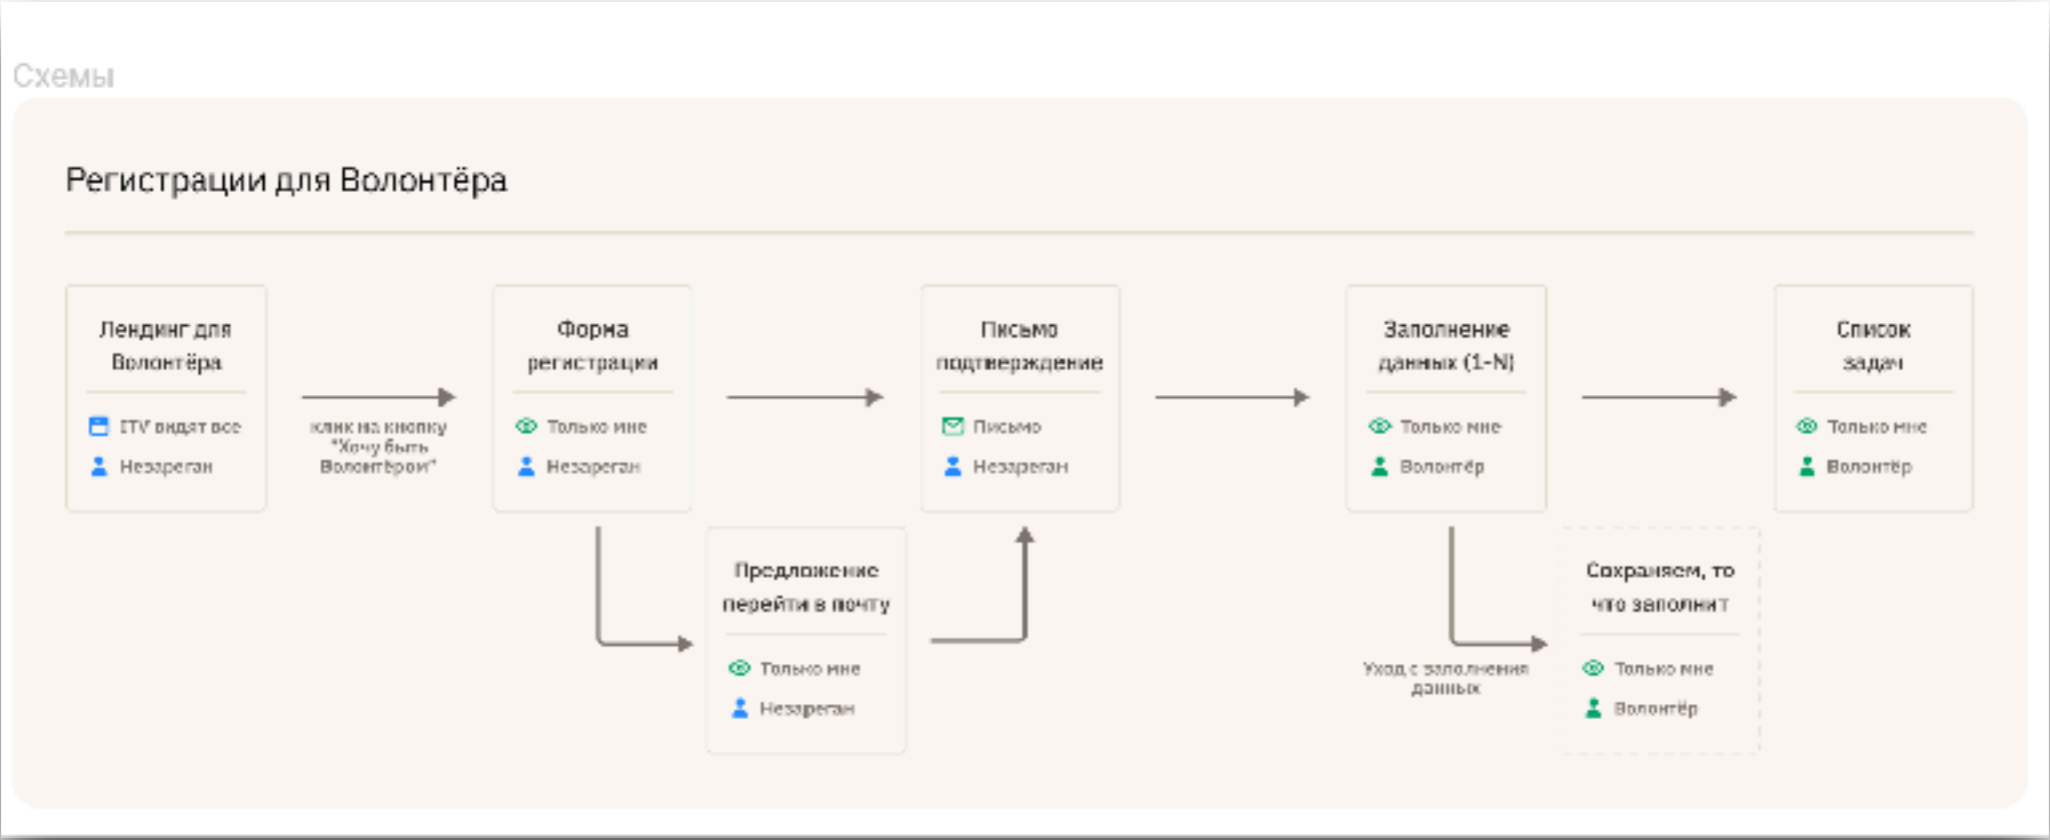 Схемы
Регистрации для Волонтёра
Лендинг для
Волонтёра
ITV видят все
Незареган
клик на кнопку
"Хочу быть
Волонтёром"
Форма
регистрации
Только мне
Незареган
Письмо
подтверждение
Письмо
Незареган
Заполнение
данных (1-N)
Только мне
Волонтёр
Список
задач
Только мне
Волонтёр
Предложение
перейти в почту
Только мне
Незареган
Уход с заполнения
данных
Сохраняем, то
что заполнит
Только мне
Волонтёр